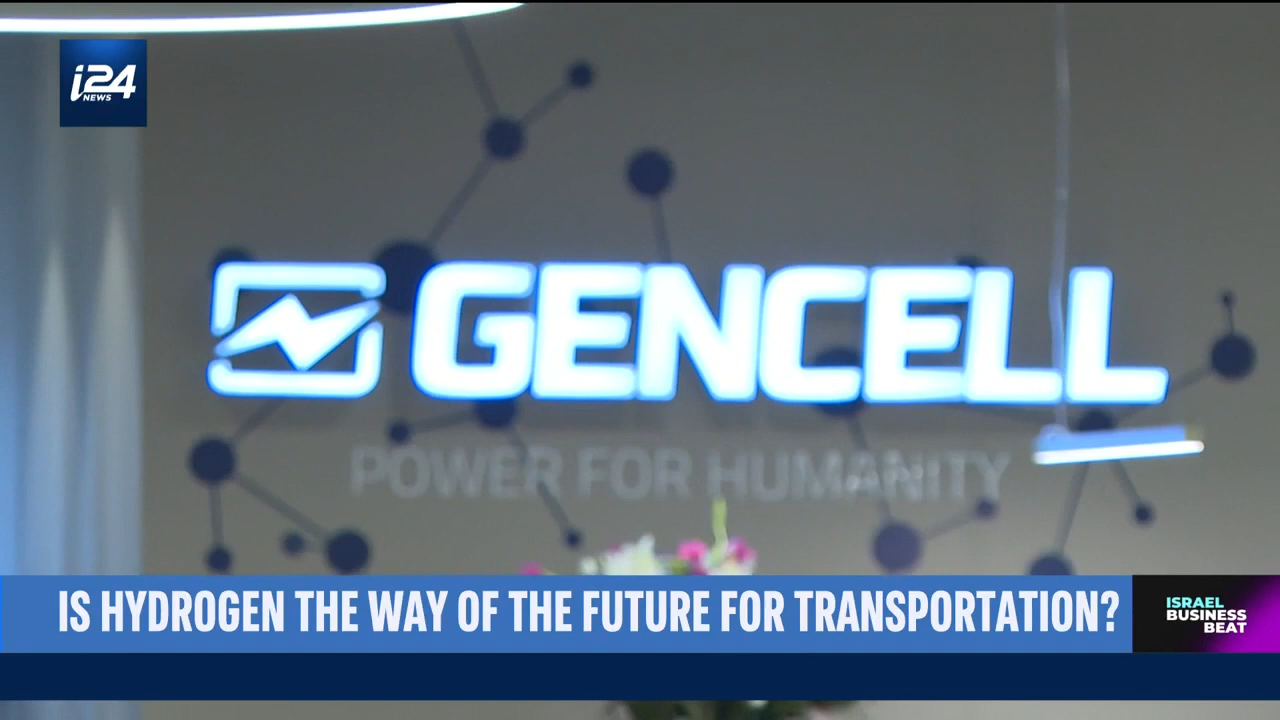 i24
NEWS
GENCELL
POWER FOR HUMANITY
IS HYDROGEN THE WAY OF THE FUTURE FOR TRANSPORTATION?
ISRAEL
BUSINESS
BEAT